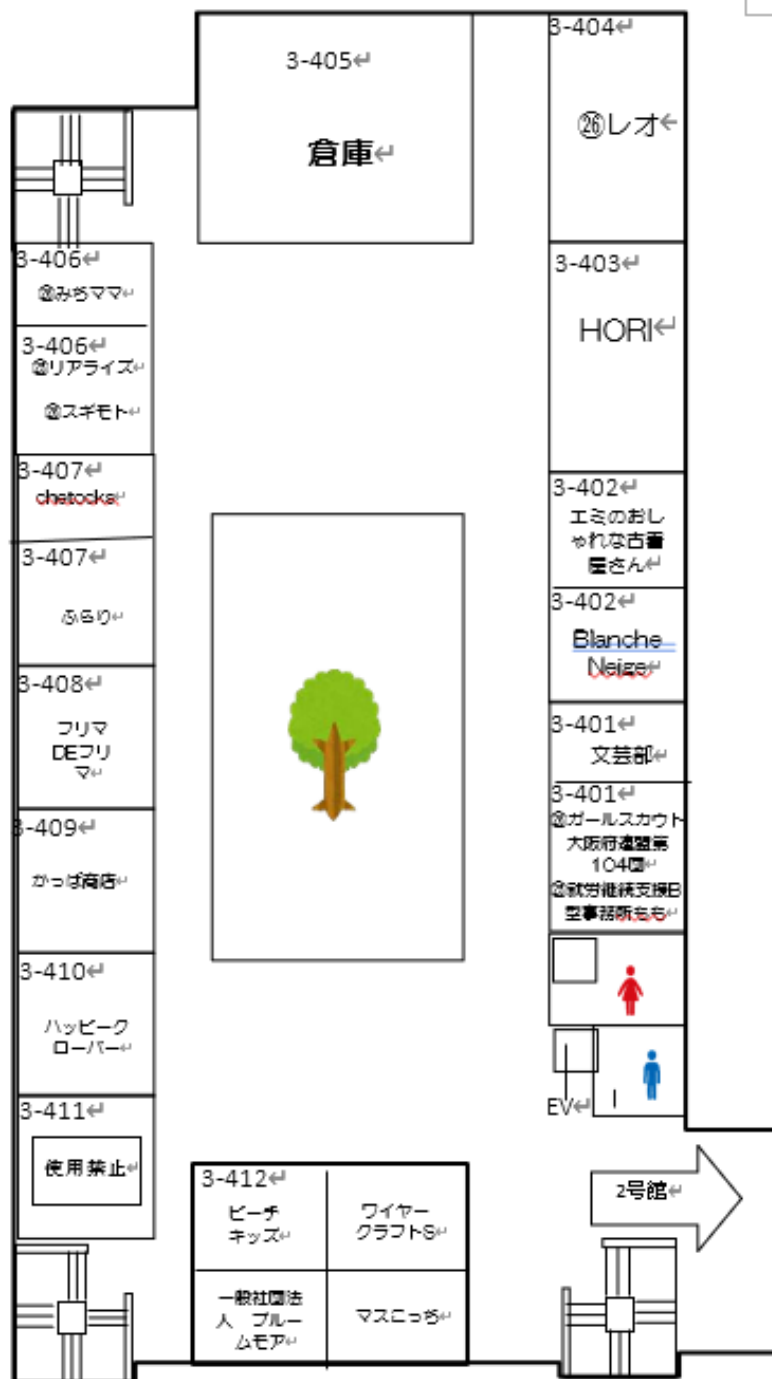 3-404
3-405
㉖レオ
倉庫
3-406
みちママ
3-403
HORI
3-406
リアライズ
スギモト
3-407
chatocka
3-402
エミのおし
ゃれな古着
屋さん
3-407
ふらり
3-402
Blanche
Neige
3-408
フリマ
DEフリ
マ
3-401
文芸部
3-401
ガールスカウト
大阪府連盟第
104団
就労継続支援B
型事務所もも
3-409
かっぱ商店
3-410
ハッピーク
ローバー
EV
3-411
使用禁止
3-412
ビーチ
キッズ
ワイヤー
クラフトS
2号館
一般社団法
人 ブルー
ムモア
マスこっち